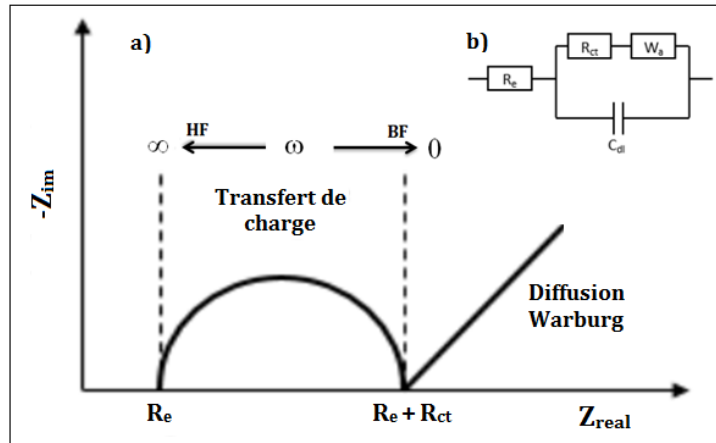 a)
b)
R_ct
W_a
R_e
C_dl
HF
BF
∞
ω
0
Transfert de
charge
-Z_im
Diffusion
Warburg
R_e
R_e + R_ct
Z_real